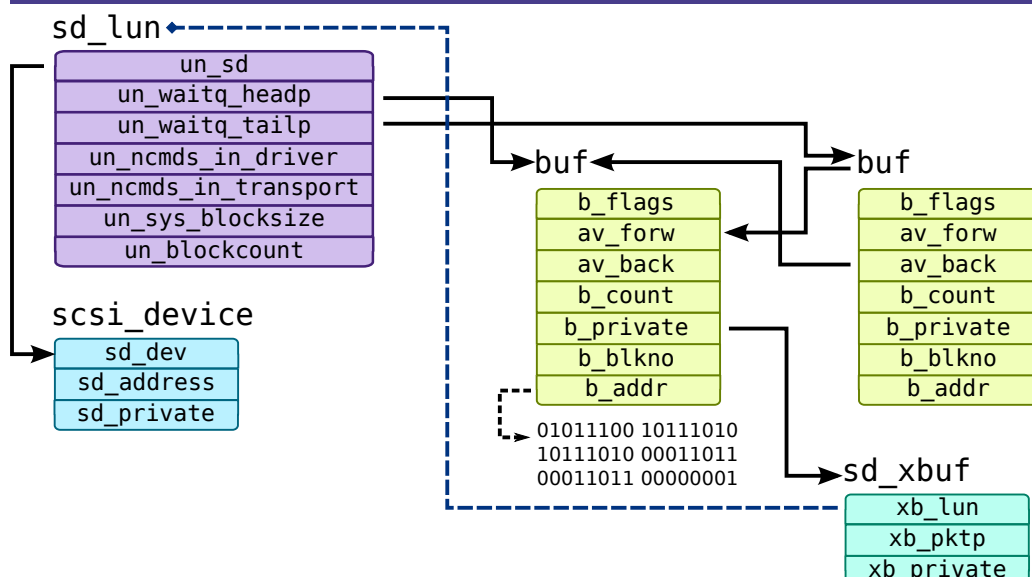 sd_lun
un_sd
un_waitq_headp
un_waitq_tailp
un_ncmds_in_driver
un_ncmds_in_transport
un_sys_blocksize
un_blockcount
scsi_device
sd_dev
sd_address
sd_private
buf
b_flags
av_forw
av_back
b_count
b_private
b_blkno
b_addr
01011100 10111010
10111010 00011011
00011011 00000001
buf
b_flags
av_forw
av_back
b_count
b_private
b_blkno
b_addr
sd_xbuf
xb_lun
xb_pktp
xb_private